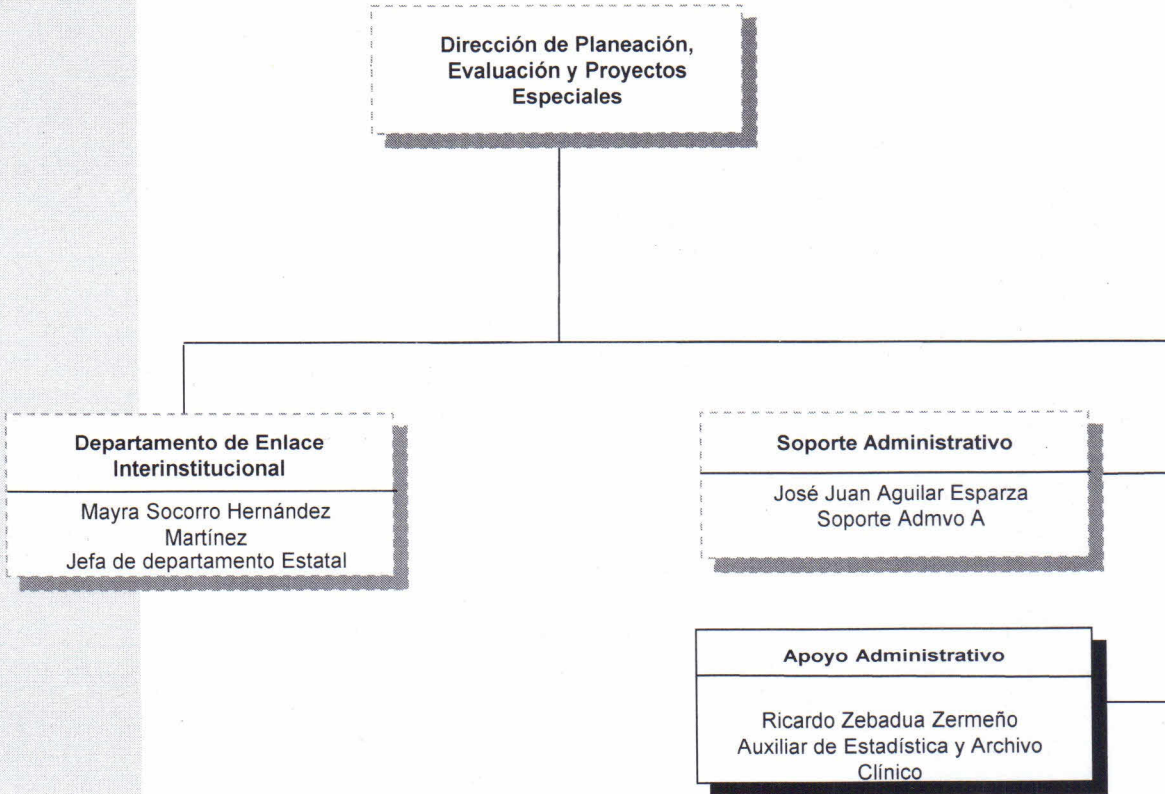 Dirección de Planeación,
Evaluación y Proyectos
Especiales
Departamento de Enlace
Interinstitucional
Mayra Socorro Hernández
Martínez
Jefa de departamento Estatal
Soporte Administrativo
José Juan Aguilar Esparza
Soporte Admvo A
Apoyo Administrativo
Ricardo Zebadua Zermeño
Auxiliar de Estadística y Archivo
Clínico